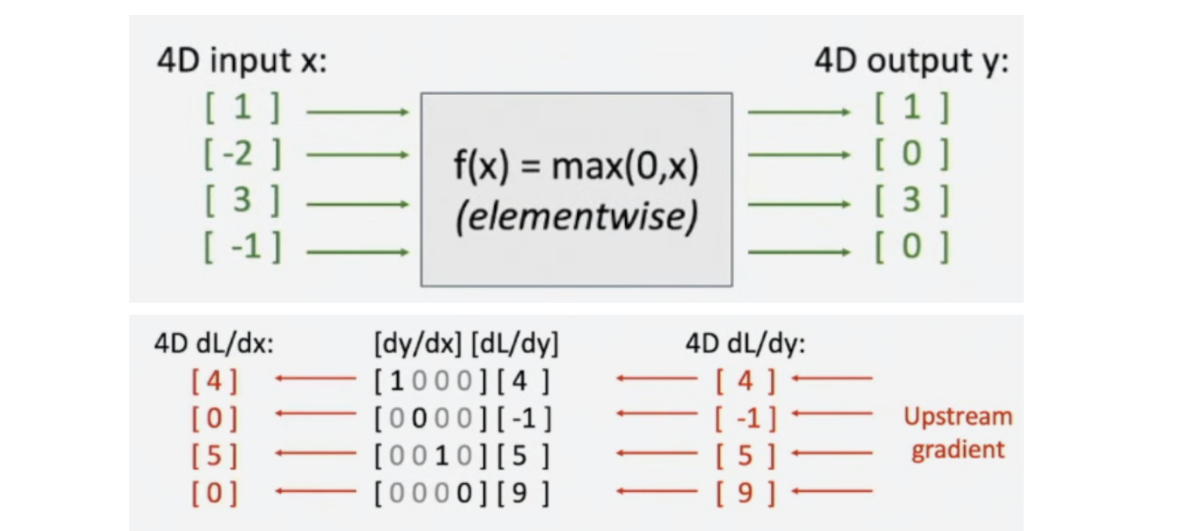 4D input x:
4D output y:
[ 1 ]
[ 1 ]
[ -2 ]
f(x) = max(0,x)
[ 0 ]
[ 3 ]
(elementwise)
[ 3 ]
[ -1 ]
[ 0 ]
4D dL/dx:
[dy/dx] [dL/dy]
4D dL/dy:
[ 4 ]
[ 1 0 0 0 ] [ 4 ]
[ 4 ]
[ 0 ]
[ 0 0 0 0 ] [ -1 ]
[ -1 ]
Upstream
gradient
[ 5 ]
[ 0 0 1 0 ] [ 5 ]
[ 5 ]
[ 0 ]
[ 0 0 0 0 ] [ 9 ]
[ 9 ]